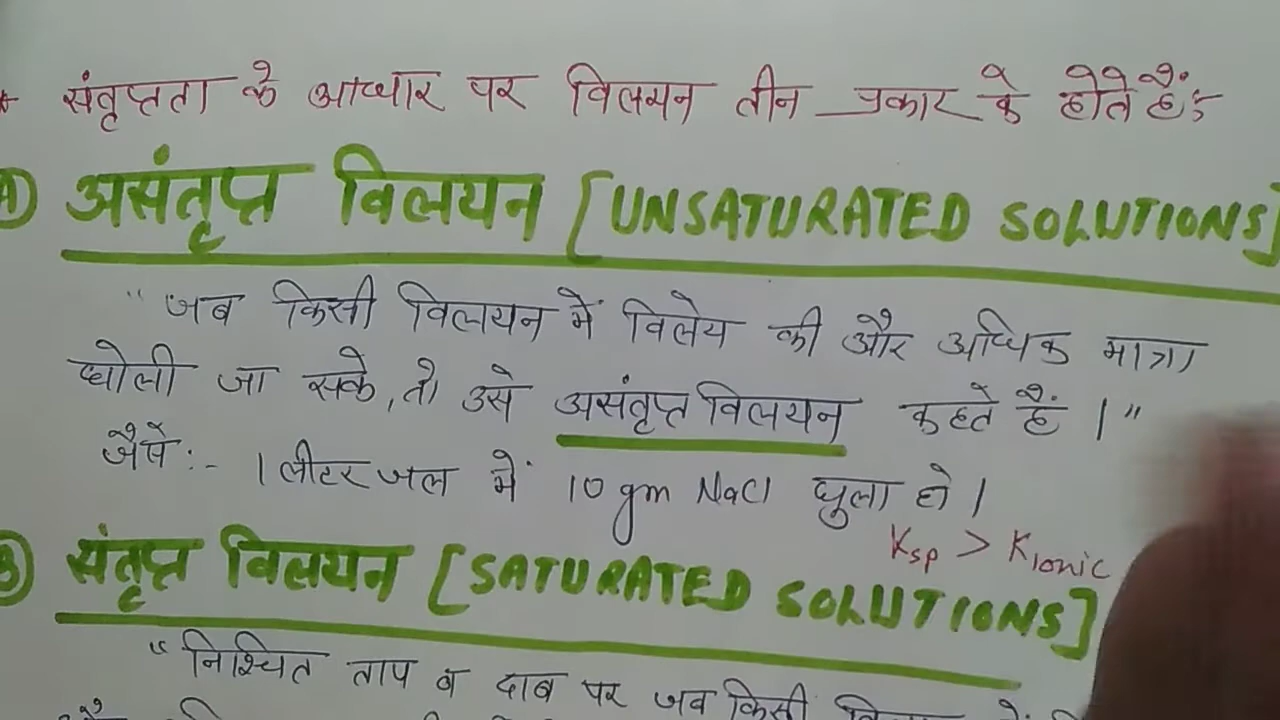 * संतृप्तता के आधार पर विलयन तीन प्रकार के होते हैं:
A) असंतृप्त विलयन [UNSATURATED SOLUTIONS]
"जब किसी विलयन में विलेय की और अधिक मात्रा
घोली जा सके, तो उसे असंतृप्त विलयन कहते हैं ।"
जैसे:- 1 लीटर जल में 10 gm NaCl घुला हो ।
Ksp > Kionic
B) संतृप्त विलयन [SATURATED SOLUTIONS]
"निश्चित ताप व दाब पर जब किसी